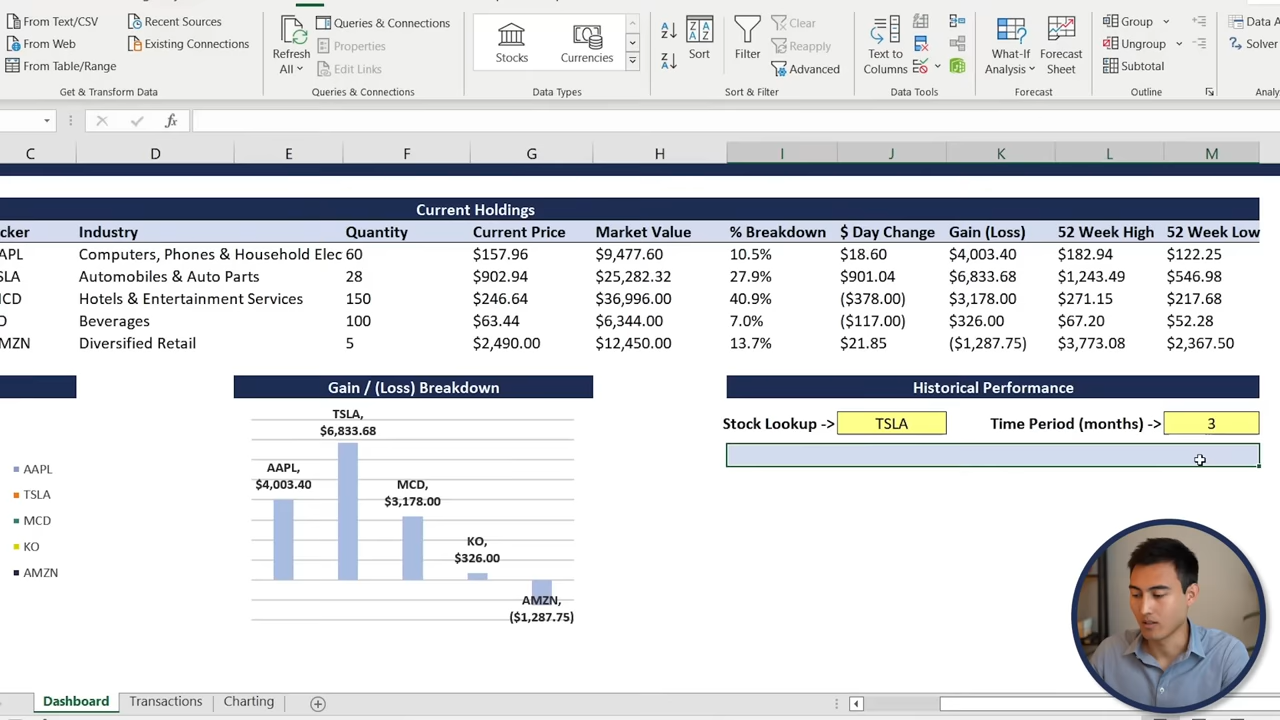 From Text/CSV
Recent Sources
From Web
Existing Connections
From Table/Range
Get & Transform Data
Refresh
All
Queries & Connections
Properties
Edit Links
Queries & Connections
Stocks
Currencies
Data Types
Sort
Filter
Clear
Reapply
Advanced
Sort & Filter
Text to
Columns
Data Tools
What-If
Analysis
Forecast
Sheet
Forecast
Group
Ungroup
Subtotal
Outline
Data A
Solver
Analy
fx
C D E F G H I J K L M
Current Holdings
cker Industry Quantity Current Price Market Value % Breakdown $ Day Change Gain (Loss) 52 Week High 52 Week Low
APL Computers, Phones & Household Elec 60 $157.96 $9,477.60 10.5% $18.60 $4,003.40 $182.94 $122.25
SLA Automobiles & Auto Parts 28 $902.94 $25,282.32 27.9% $901.04 $6,833.68 $1,243.49 $546.98
MCD Hotels & Entertainment Services 150 $246.64 $36,996.00 40.9% ($378.00) $3,178.00 $271.15 $217.68
O Beverages 100 $63.44 $6,344.00 7.0% ($117.00) $326.00 $67.20 $52.28
MZN Diversified Retail 5 $2,490.00 $12,450.00 13.7% $21.85 ($1,287.75) $3,773.08 $2,367.50
Gain / (Loss) Breakdown
Historical Performance
Stock Lookup -> TSLA Time Period (months) -> 3
AAPL
TSLA
MCD
KO
AMZN
TSLA,
$6,833.68
AAPL,
$4,003.40
MCD,
$3,178.00
KO,
$326.00
AMZN,
($1,287.75)
Dashboard Transactions Charting